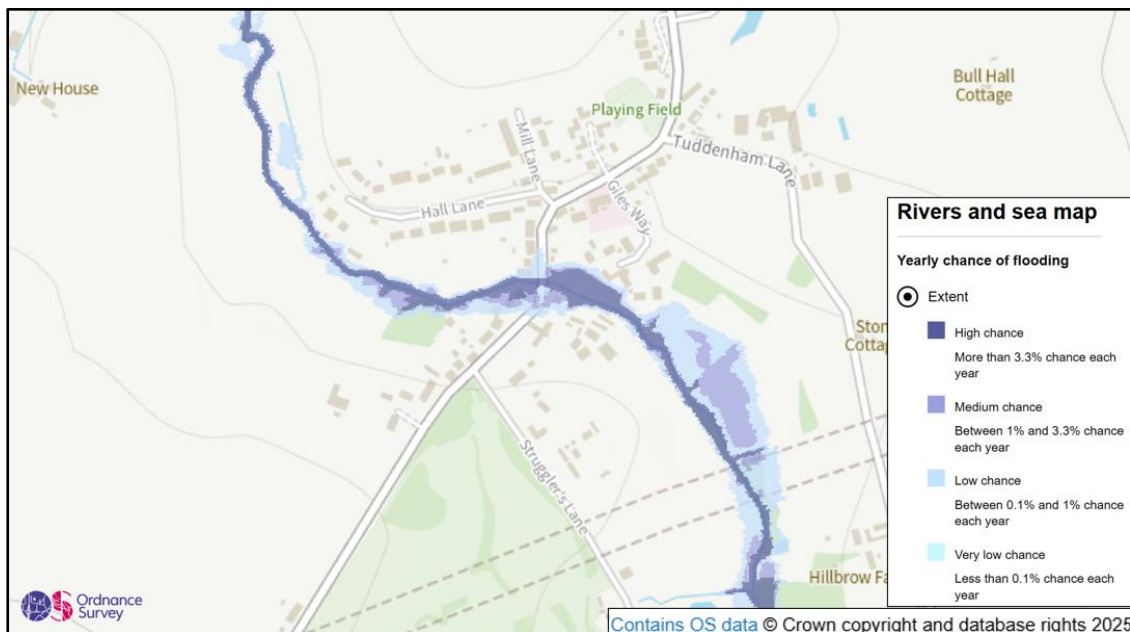 New House
Bull Hall
Cottage
Playing Field
Mill Lane
Tuddenham Lane
Hall Lane
Giles Way
Rivers and sea map
Yearly chance of flooding
Extent
High chance
More than 3.3% chance each
year
Medium chance
Between 1% and 3.3% chance
each year
Low chance
Between 0.1% and 1% chance
each year
Very low chance
Less than 0.1% chance each
year
Ston
Cottag
Struggler's Lane
Hillbrow Fa
Ordnance
Survey
Contains OS data © Crown copyright and database rights 2025